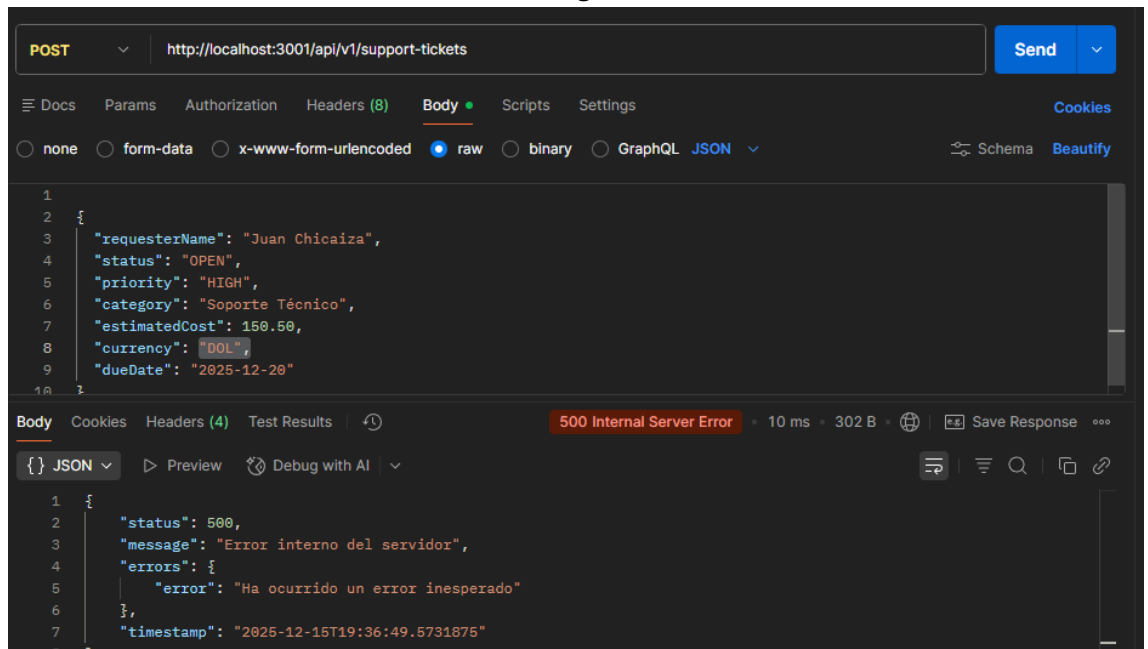 POST http://localhost:3001/api/v1/support-tickets Send
Docs Params Authorization Headers (8) Body Scripts Settings Cookies
none form-data x-www-form-urlencoded raw binary GraphQL JSON Schema Beautify
1
2 {
3 "requesterName": "Juan Chicaiza",
4 "status": "OPEN",
5 "priority": "HIGH",
6 "category": "Soporte Técnico",
7 "estimatedCost": 150.50,
8 "currency": "DOL",
9 "dueDate": "2025-12-20"
10 }
Body Cookies Headers (4) Test Results 500 Internal Server Error • 10 ms • 302 B • e.g. Save Response
{} JSON Preview Debug with AI
1 {
2 "status": 500,
3 "message": "Error interno del servidor",
4 "errors": {
5 "error": "Ha ocurrido un error inesperado"
6 },
7 "timestamp": "2025-12-15T19:36:49.5731875"